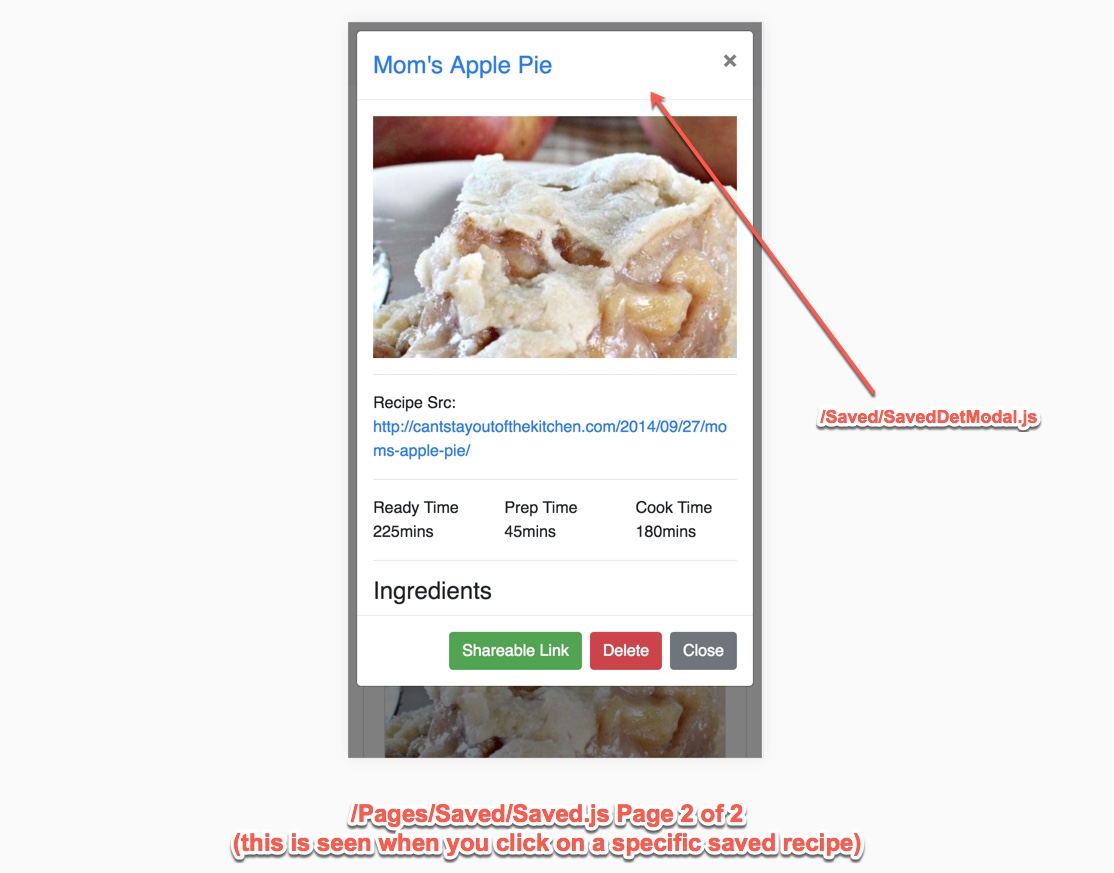 Mom's Apple Pie ×
Recipe Src:
http://cantstayoutofthekitchen.com/2014/09/27/mo
ms-apple-pie/
Ready Time Prep Time Cook Time
225mins 45mins 180mins
Ingredients
Shareable Link Delete Close
/Saved/SavedDetModal.js
/Pages/Saved/Saved.js Page 2 of 2
(this is seen when you click on a specific saved recipe)